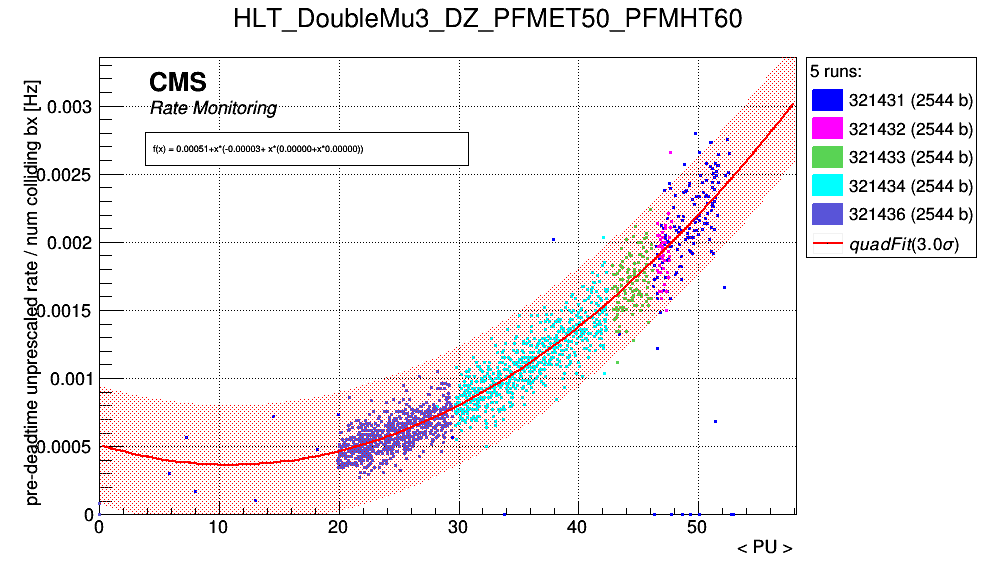 HLT_DoubleMu3_DZ_PFMET50_PFMHT60
CMS
Rate Monitoring
f(x) = 0.00051+x*(-0.00003+ x*(0.00000+x*0.00000))
pre-deadtime unprescaled rate / num colliding bx [Hz]
0.003
0.0025
0.002
0.0015
0.001
0.0005
0
0 10 20 30 40 50
< PU >
5 runs:
321431 (2544 b)
321432 (2544 b)
321433 (2544 b)
321434 (2544 b)
321436 (2544 b)
quadFit(3.0σ)